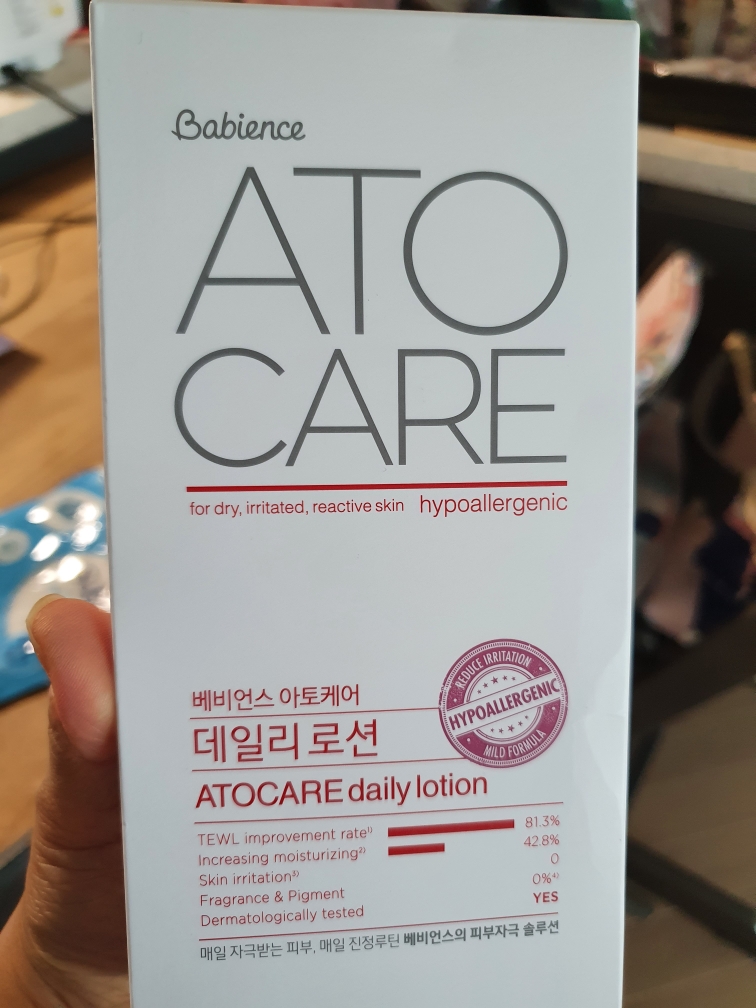 Babience
ATO
CARE
for dry, irritated, reactive skin hypoallergenic
베비언스 아토케어
데일리 로션
REDUCE IRRITATION
HYPOALLERGENIC
MILD FORMULA
ATOCARE daily lotion
TEWL improvement rate¹⁾ 81.3%
Increasing moisturizing²⁾ 42.8%
Skin irritation³⁾ 0
Fragrance & Pigment 0%⁴⁾
Dermatologically tested YES
매일 자극받는 피부, 매일 진정루틴 베비언스의 피부자극 솔루션